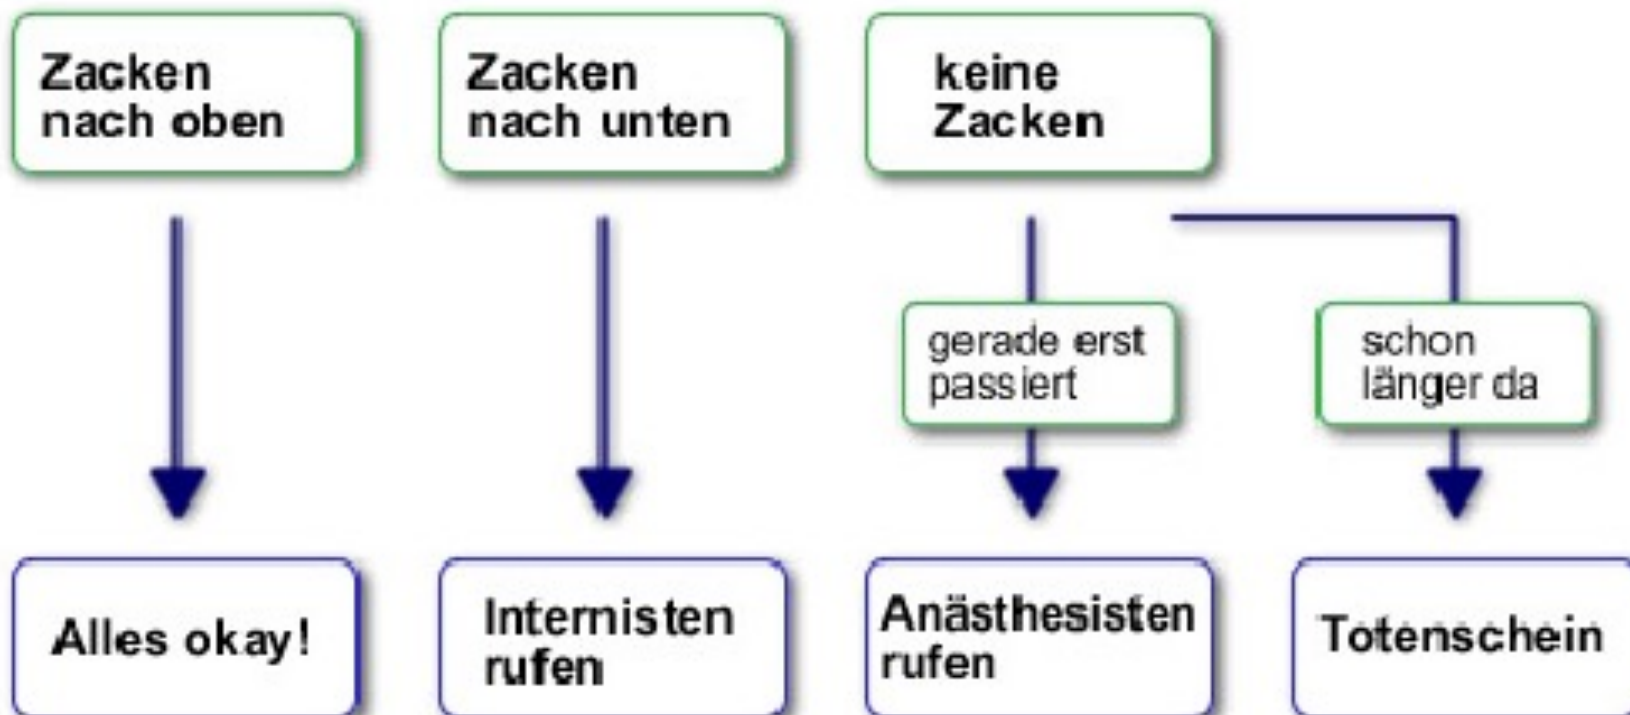 Zacken
nach oben
Zacken
nach unten
keine
Zacken
gerade erst
passiert
schon
länger da
Alles okay!
Internisten
rufen
Anästhesisten
rufen
Totenschein